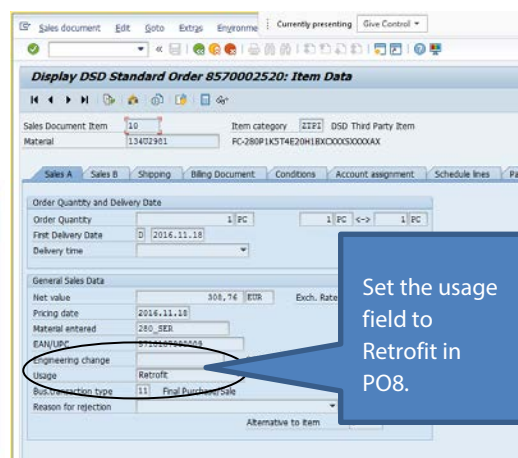 Sales document Edit Goto Extras Environme Currently presenting Give Control
Display DSD Standard Order 8570002520: Item Data
Sales Document Item 10 Item category ZIPI DSD Third Party Item
Material 13402981
Sales A Sales B Shipping Billing Document Conditions Account assignment Schedule lines Pa
Order Quantity and Delivery Date
Order Quantity 1 PC 1 PC <-> 1 PC
First Delivery Date D 2016.11.18
Delivery time
General Sales Data
Net value 308,76 EUR Exch. Rate
Pricing date 2016.11.18
Material entered 280_SER
EAN/UPC
Engineering change
Usage Retrofit
Bus.transaction type 11 Final Purchase/Sale
Reason for rejection
Alternative to item
Set the usage
field to
Retrofit in
PO8.